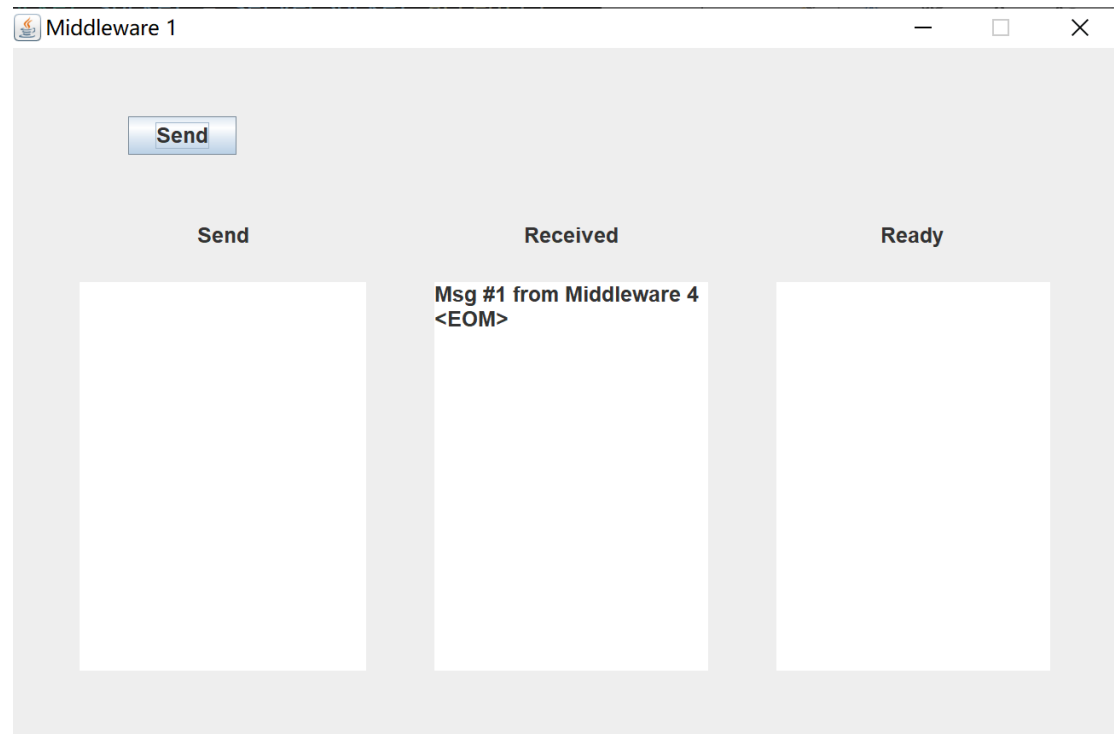 Middleware 1
Send
Send
Received
Ready
Msg #1 from Middleware 4
<EOM>